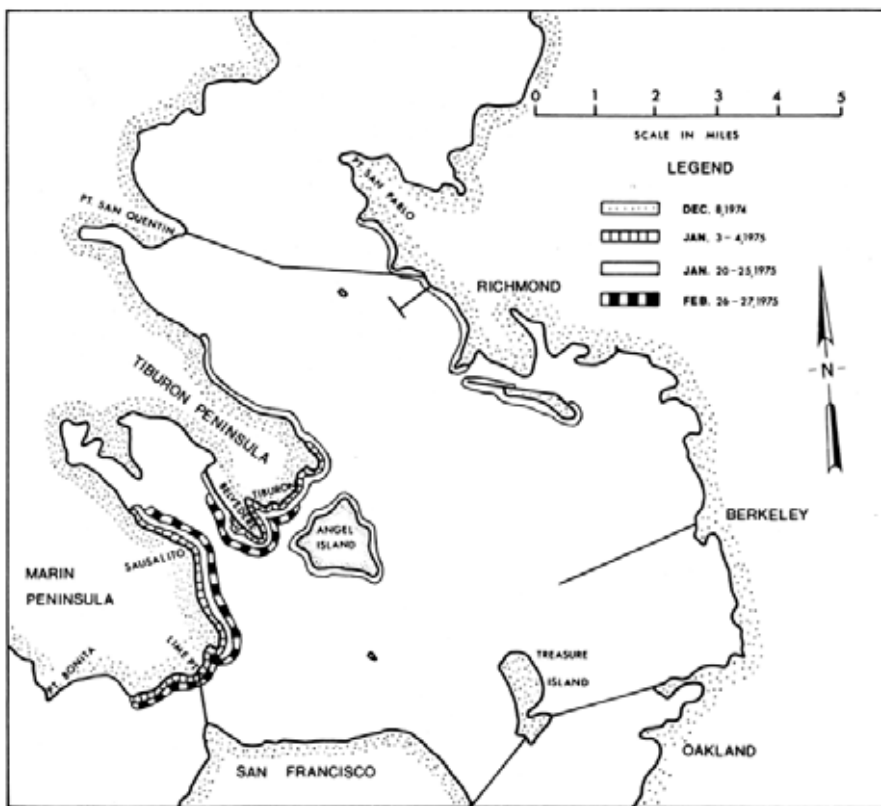 0 1 2 3 4 5
SCALE IN MILES
LEGEND
DEC. 8, 1974
JAN. 3-4, 1975
JAN. 20-25, 1975
FEB. 26-27, 1975
PT. SAN PABLO
PT. SAN QUENTIN
RICHMOND
TIBURON PENINSULA
-N-
BELVEDERE
TIBURON
ANGEL
ISLAND
BERKELEY
SAUSALITO
MARIN
PENINSULA
LIME PT.
PT. BONITA
TREASURE
ISLAND
OAKLAND
SAN FRANCISCO